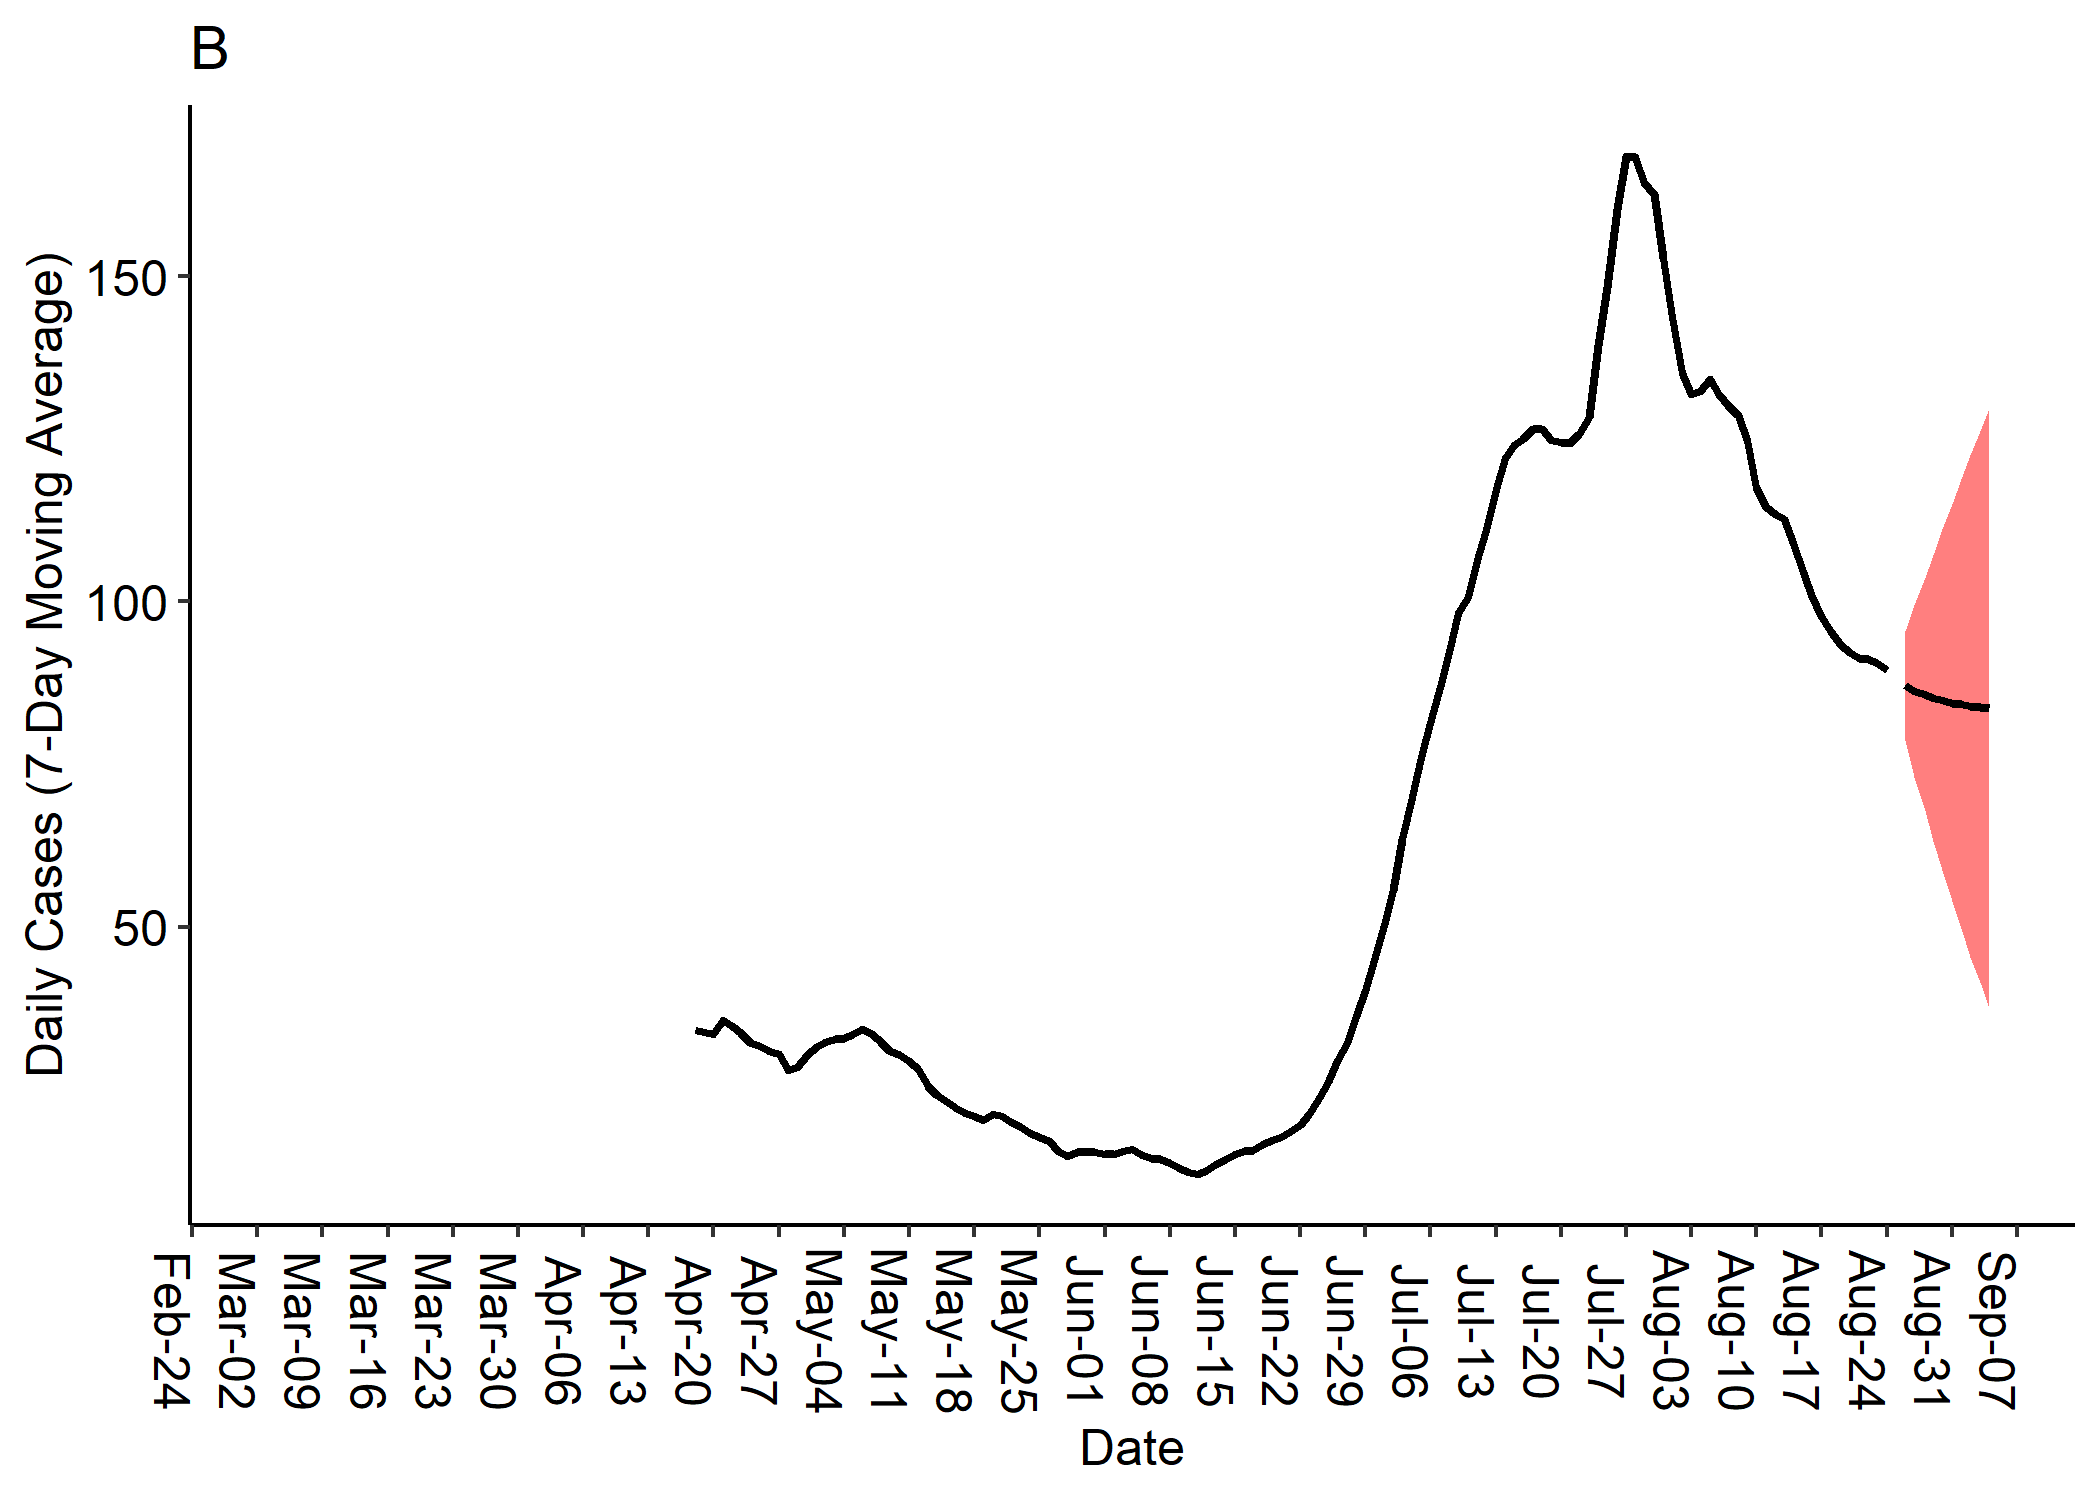 B
Daily Cases (7-Day Moving Average)
150
100
50
Feb-24
Mar-02
Mar-09
Mar-16
Mar-23
Mar-30
Apr-06
Apr-13
Apr-20
Apr-27
May-04
May-11
May-18
May-25
Jun-01
Jun-08
Jun-15
Jun-22
Jun-29
Jul-06
Jul-13
Jul-20
Jul-27
Aug-03
Aug-10
Aug-17
Aug-24
Aug-31
Sep-07
Date